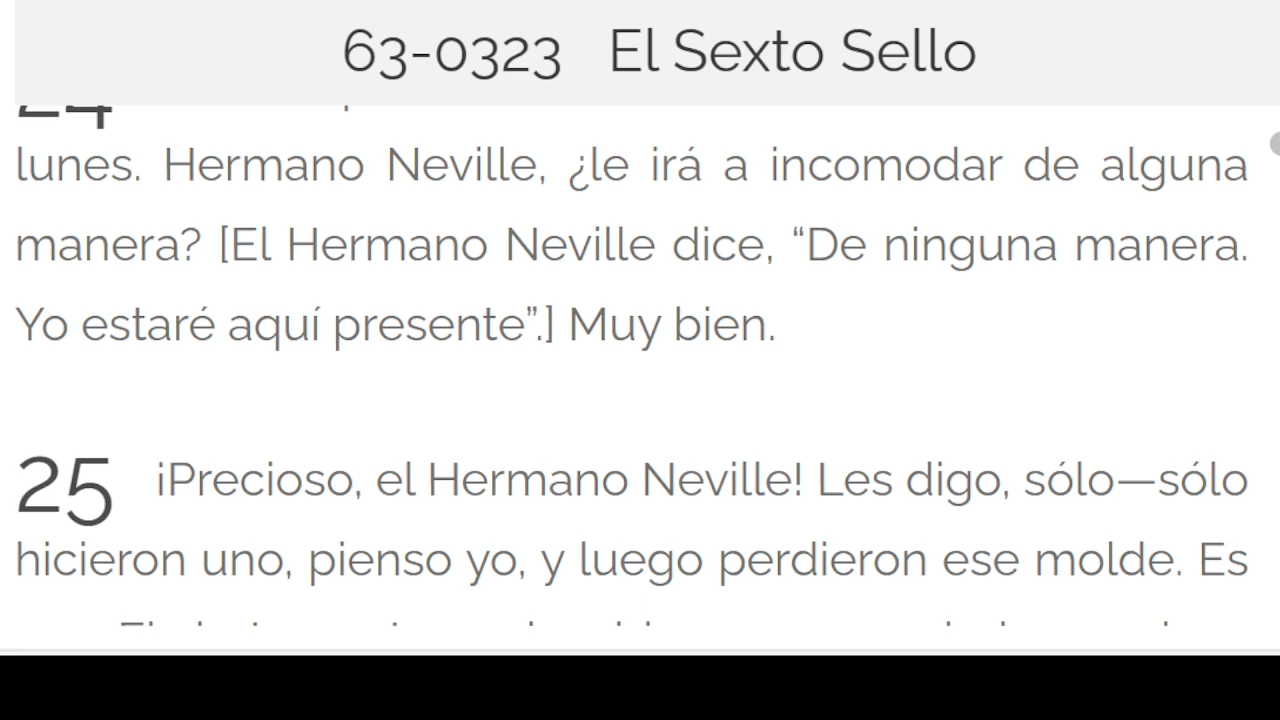 63-0323 El Sexto Sello
24
lunes. Hermano Neville, ¿le irá a incomodar de alguna
manera? [El Hermano Neville dice, “De ninguna manera.
Yo estaré aquí presente”.] Muy bien.
25 ¡Precioso, el Hermano Neville! Les digo, sólo—sólo
hicieron uno, pienso yo, y luego perdieron ese molde. Es